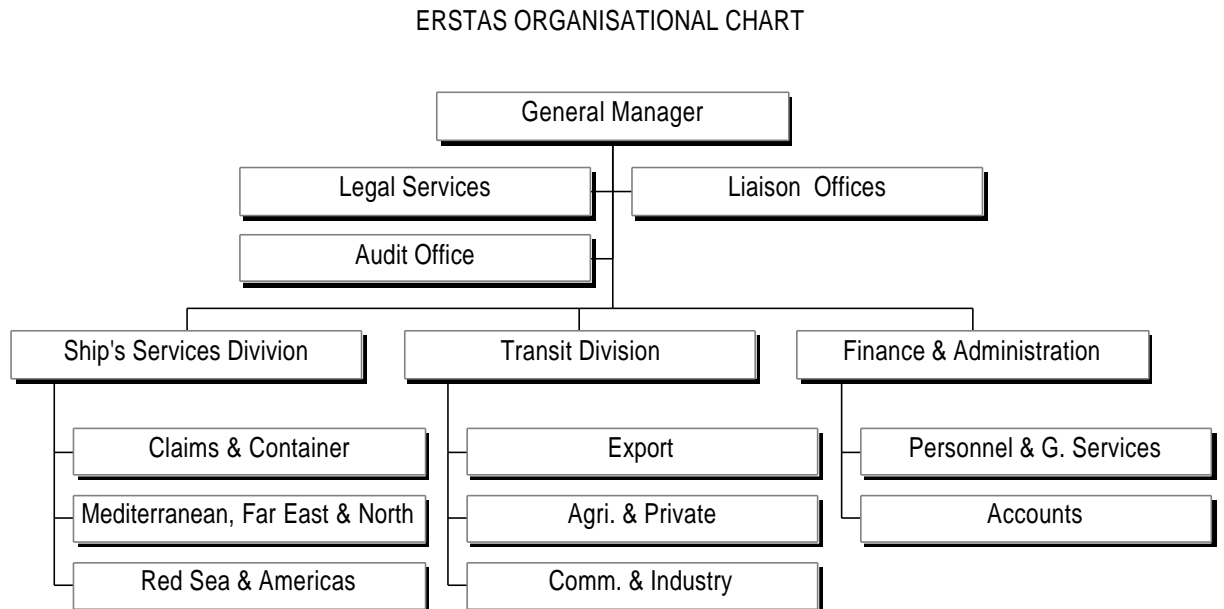 ERSTAS ORGANISATIONAL CHART
General Manager
Legal Services
Liaison Offices
Audit Office
Ship's Services Divivion
Transit Division
Finance & Administration
Claims & Container
Export
Personnel & G. Services
Mediterranean, Far East & North
Agri. & Private
Accounts
Red Sea & Americas
Comm. & Industry